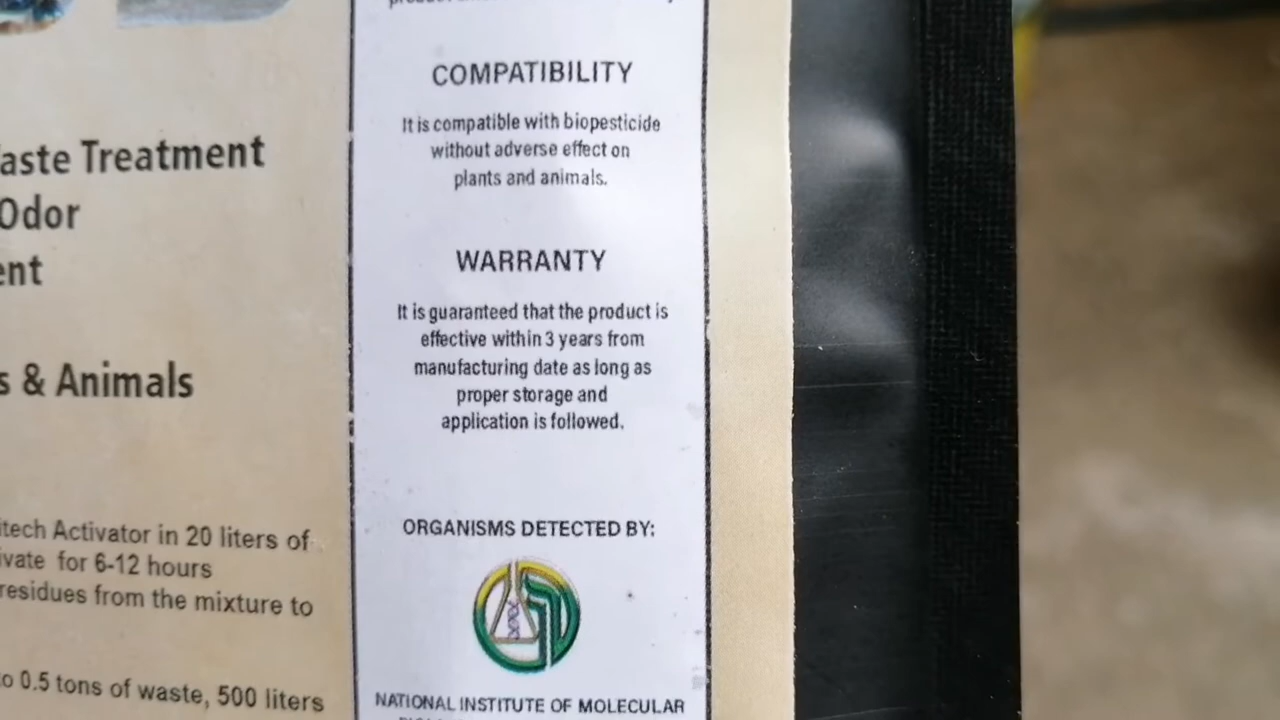 aste Treatment
Odor
ent
s & Animals
itech Activator in 20 liters of
ivate for 6-12 hours
residues from the mixture to
to 0.5 tons of waste, 500 liters
COMPATIBILITY
It is compatible with biopesticide
without adverse effect on
plants and animals.
WARRANTY
It is guaranteed that the product is
effective within 3 years from
manufacturing date as long as
proper storage and
application is followed.
ORGANISMS DETECTED BY:
NATIONAL INSTITUTE OF MOLECULAR